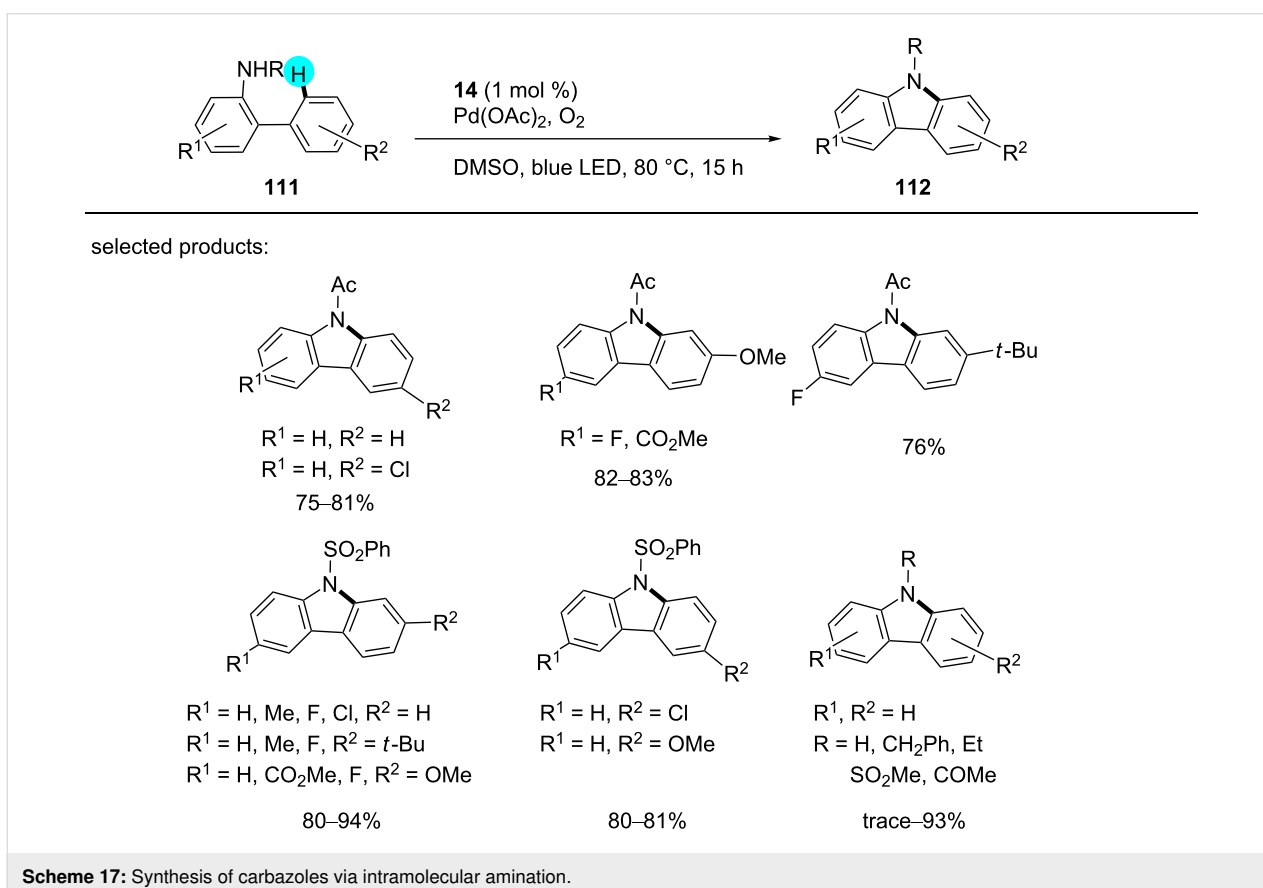 NHR H
R¹
R²
111
14 (1 mol %)
Pd(OAc)₂, O₂
DMSO, blue LED, 80 °C, 15 h
R
N
R¹
R²
112
selected products:
Ac
N
R¹
R²
R¹ = H, R² = H
R¹ = H, R² = Cl
75–81%
Ac
N
OMe
R¹
R¹ = F, CO₂Me
82–83%
Ac
N
t-Bu
F
76%
SO₂Ph
N
R²
R¹
R¹ = H, Me, F, Cl, R² = H
R¹ = H, Me, F, R² = t-Bu
R¹ = H, CO₂Me, F, R² = OMe
80–94%
SO₂Ph
N
R¹
R²
R¹ = H, R² = Cl
R¹ = H, R² = OMe
80–81%
R
N
R¹
R²
R¹, R² = H
R = H, CH₂Ph, Et
SO₂Me, COMe
trace–93%
Scheme 17: Synthesis of carbazoles via intramolecular amination.